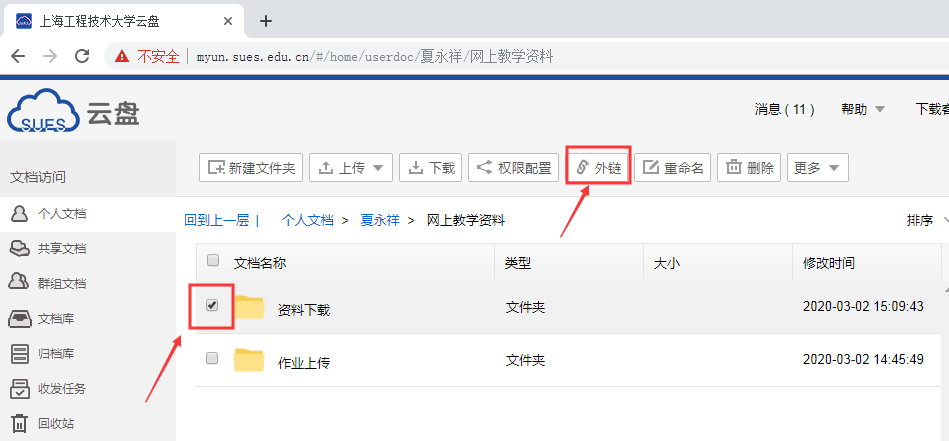 上海工程技术大学云盘
不安全 myun.sues.edu.cn/#/home/userdoc/夏永祥/网上教学资料
SUES 云盘
消息 ( 11 ) 帮助 下载客
文档访问
新建文件夹 上传 下载 权限配置 外链 重命名 删除 更多
个人文档
回到上一层 | 个人文档 > 夏永祥 > 网上教学资料 排序
共享文档
文档名称 类型 大小 修改时间
群组文档
资料下载 文件夹 2020-03-02 15:09:43
文档库
归档库
作业上传 文件夹 2020-03-02 14:45:49
收发任务
回收站